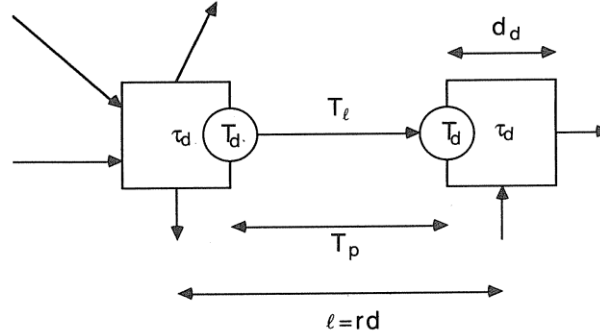 d_d
T_ℓ
τ_d T_d. T_d τ_d
T_p
ℓ = rd